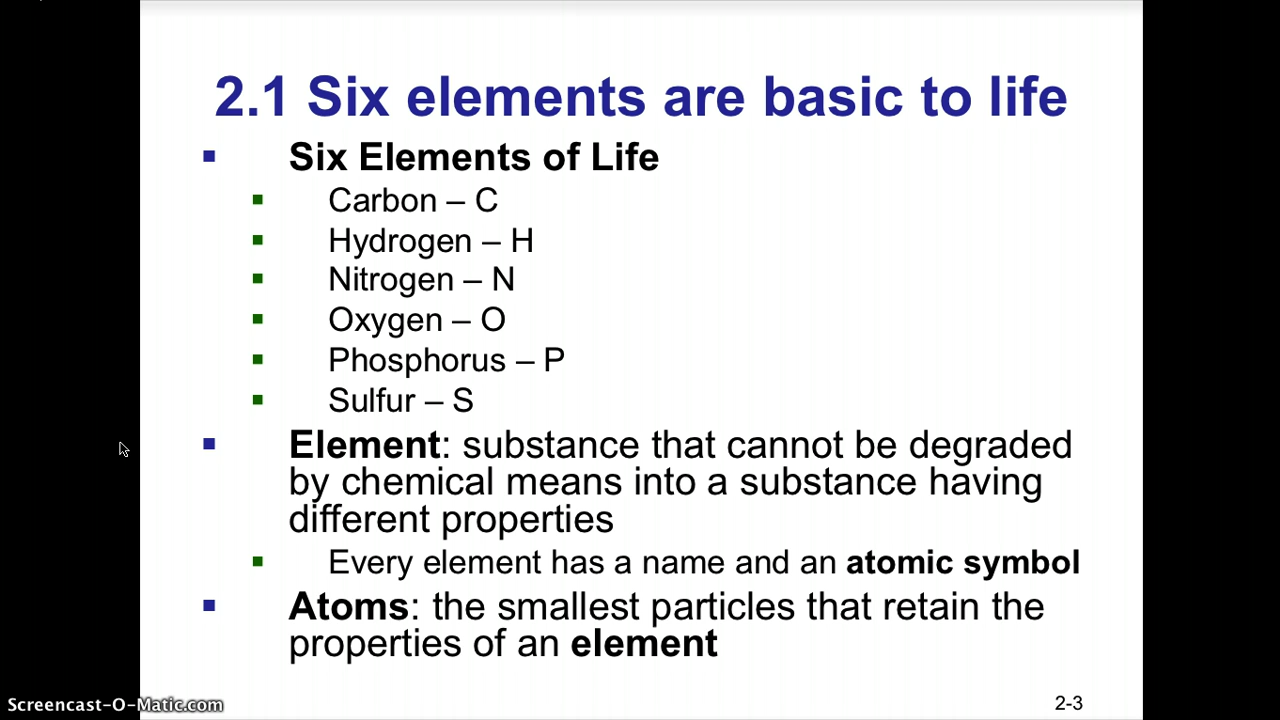 2.1 Six elements are basic to life
Six Elements of Life
Carbon – C
Hydrogen – H
Nitrogen – N
Oxygen – O
Phosphorus – P
Sulfur – S
Element: substance that cannot be degraded
by chemical means into a substance having
different properties
Every element has a name and an atomic symbol
Atoms: the smallest particles that retain the
properties of an element
Screencast-O-Matic.com
2-3